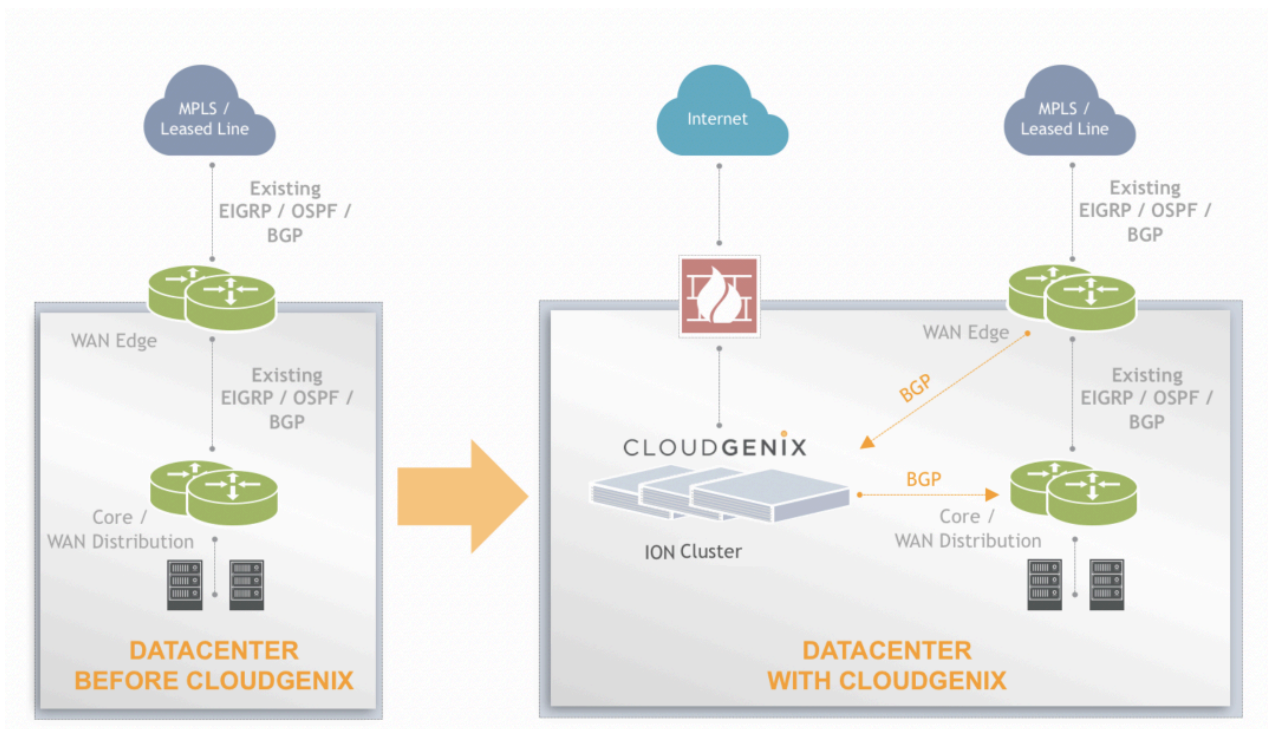 MPLS /
Leased Line
Existing
EIGRP / OSPF /
BGP
WAN Edge
Existing
EIGRP / OSPF /
BGP
Core /
WAN Distribution
DATACENTER
BEFORE CLOUDGENIX
Internet
MPLS /
Leased Line
Existing
EIGRP / OSPF /
BGP
WAN Edge
BGP
Existing
EIGRP / OSPF /
BGP
CLOUDGENIX
BGP
ION Cluster
Core /
WAN Distribution
DATACENTER
WITH CLOUDGENIX